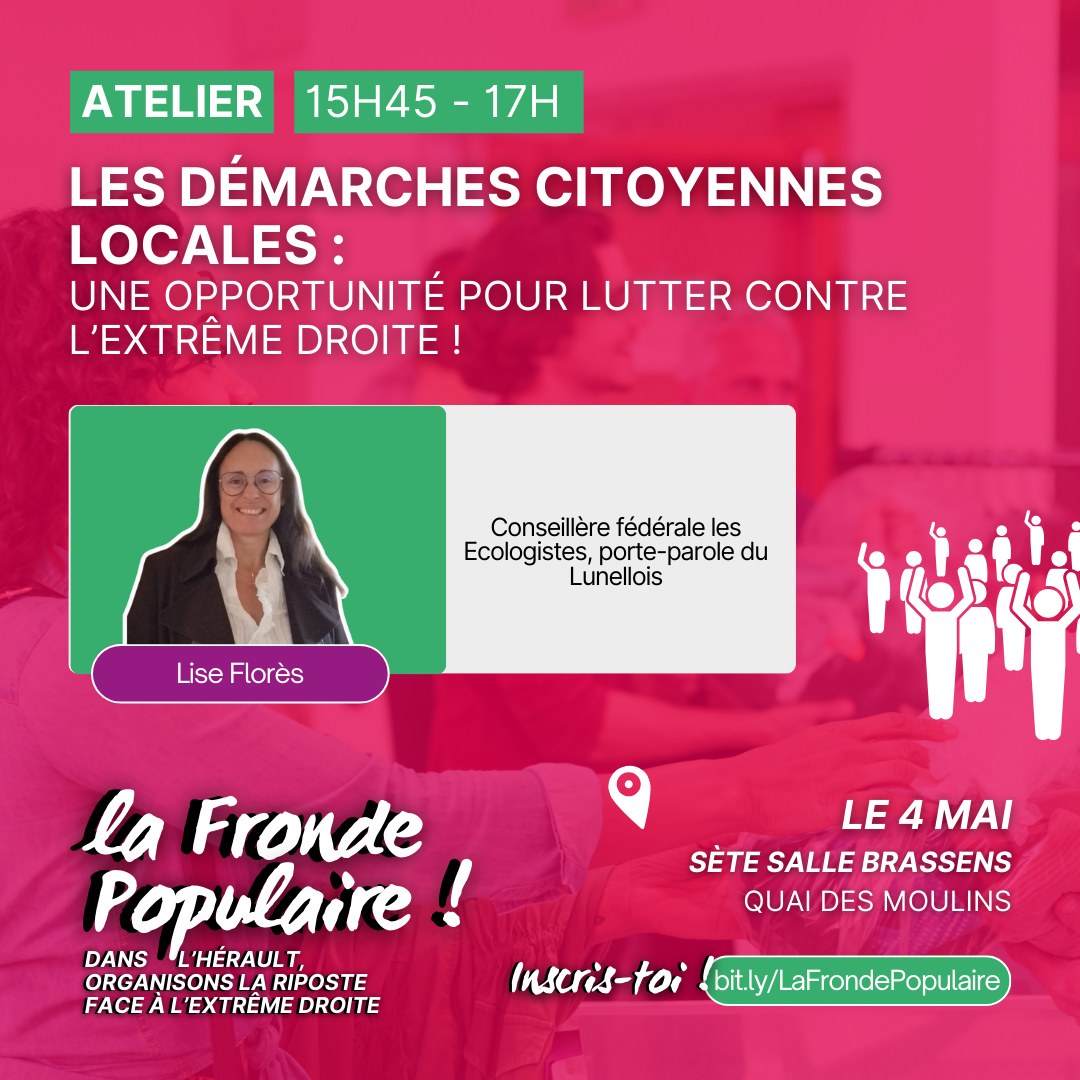 ATELIER 15H45 - 17H
LES DÉMARCHES CITOYENNES
LOCALES :
UNE OPPORTUNITÉ POUR LUTTER CONTRE
L'EXTRÊME DROITE !
Conseillère fédérale les
Ecologistes, porte-parole du
Lunellois
Lise Florès
la Fronde
Populaire !
DANS L'HÉRAULT,
ORGANISONS LA RIPOSTE
FACE À L'EXTRÊME DROITE
LE 4 MAI
SÈTE SALLE BRASSENS
QUAI DES MOULINS
Inscris-toi ! bit.ly/LaFrondePopulaire